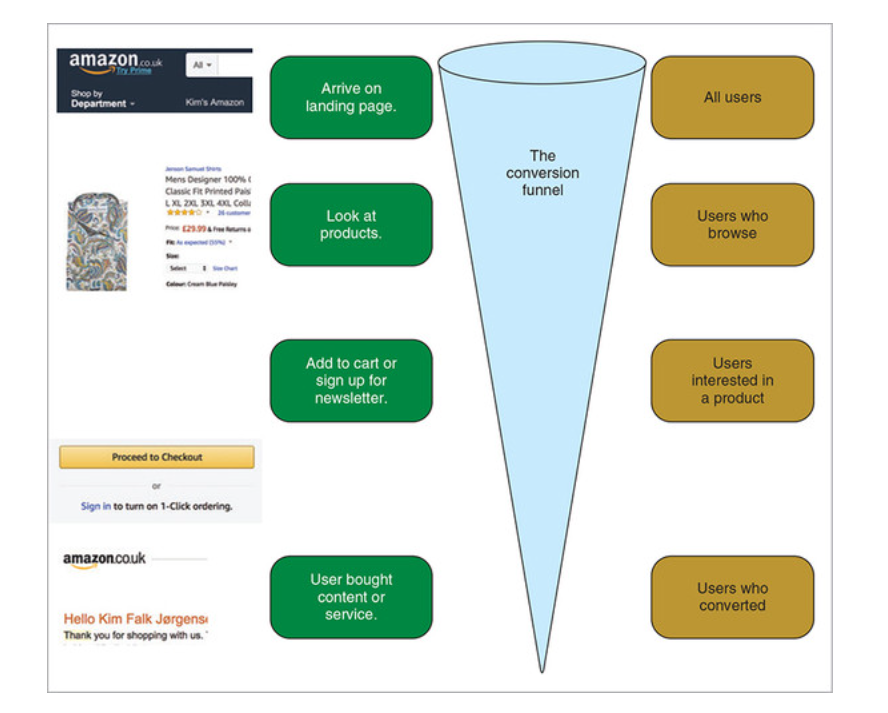 amazon.co.uk
Try Prime
All
Shop by
Department
Kim's Amazon
Arrive on
landing page.
The
conversion
funnel
All users
Jenson Samuel Shirts
Mens Designer 100%
Classic Fit Printed Pais
L XL 2XL 3XL 4XL Colla
26 customer
Price: £29.99 & Free Returns o
Fit: As expected (55%)
Size:
Select
Size Chart
Colour: Cream Blue Paisley
Look at
products.
Users who
browse
Add to cart or
sign up for
newsletter.
Users
interested in
a product
Proceed to Checkout
or
Sign in to turn on 1-Click ordering.
amazon.co.uk
Hello Kim Falk Jørgens
Thank you for shopping with us.
User bought
content or
service.
Users who
converted